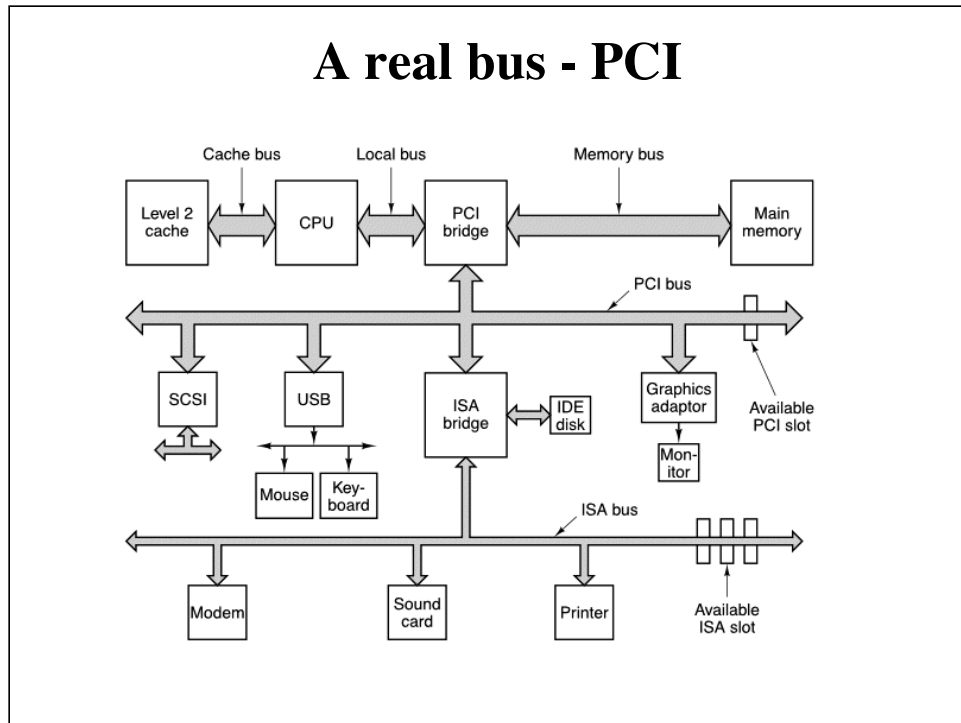 A real bus - PCI
Cache bus
Local bus
Memory bus
Level 2
cache
CPU
PCI
bridge
Main
memory
PCI bus
SCSI
USB
ISA
bridge
IDE
disk
Graphics
adaptor
Available
PCI slot
Mon-
itor
Mouse
Key-
board
ISA bus
Modem
Sound
card
Printer
Available
ISA slot